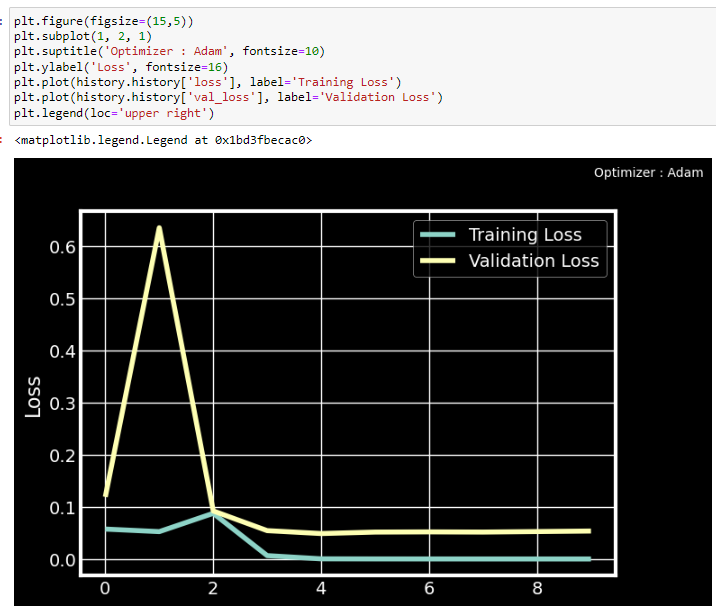 plt.figure(figsize=(15,5))
plt.subplot(1, 2, 1)
plt.suptitle('Optimizer : Adam', fontsize=10)
plt.ylabel('Loss', fontsize=16)
plt.plot(history.history['loss'], label='Training Loss')
plt.plot(history.history['val_loss'], label='Validation Loss')
plt.legend(loc='upper right')
<matplotlib.legend.Legend at 0x1bd3fbecac0>
Optimizer : Adam
Training Loss
Validation Loss
Loss
0.6
0.5
0.4
0.3
0.2
0.1
0.0
0 2 4 6 8